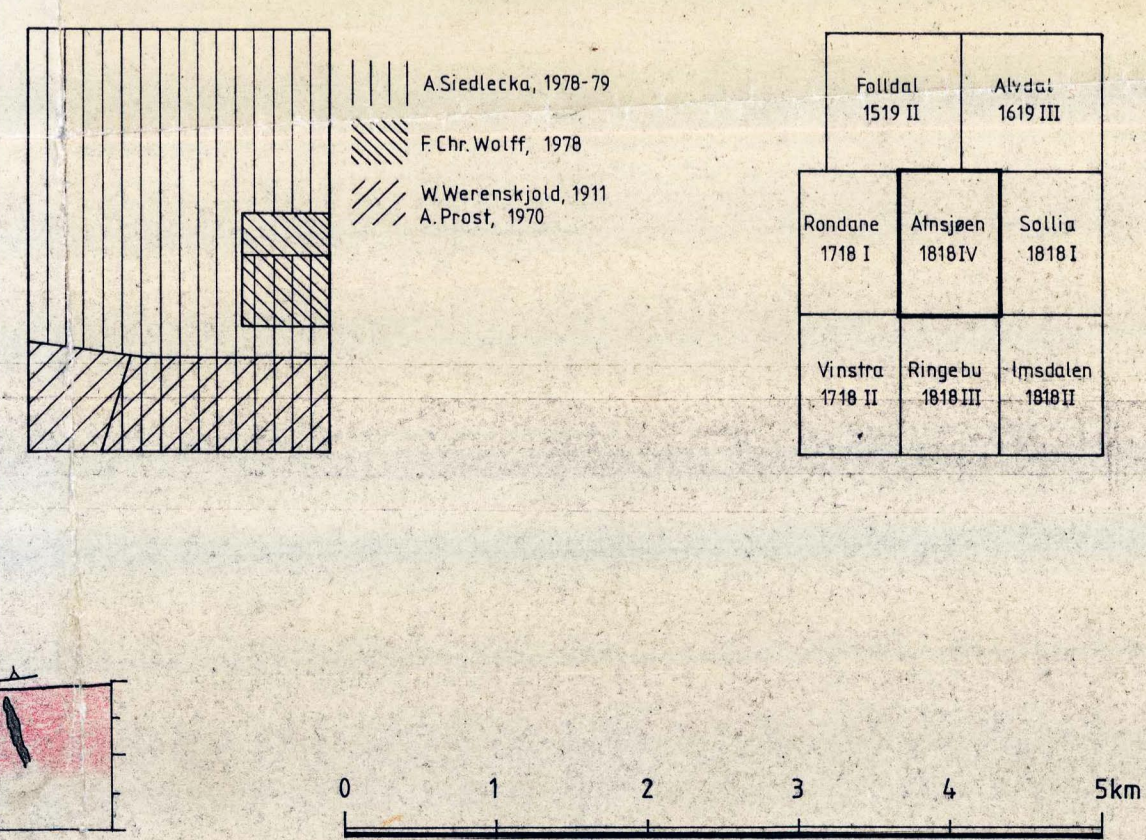 A.Siedlecka, 1978-79
F. Chr. Wolff, 1978
W. Werenskjold, 1911
A. Prost, 1970
Folldal
1519 II
Alvdal
1619 III
Rondane
1718 I
Atnsjøen
1818 IV
Sollia
1818 I
Vinstra
1718 II
Ringebu
1818 III
Imsdalen
1818 II
0 1 2 3 4 5km